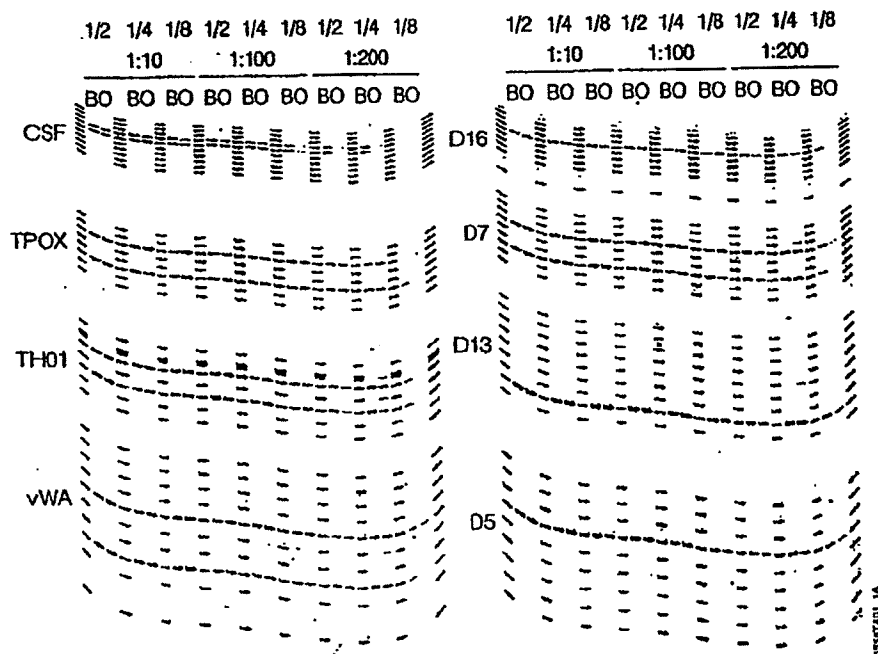 1/2 1/4 1/8 1/2 1/4 1/8 1/2 1/4 1/8
1:10 1:100 1:200
BO BO BO BO BO BO BO BO BO
CSF
TPOX
TH01
vWA
1/2 1/4 1/8 1/2 1/4 1/8 1/2 1/4 1/8
1:10 1:100 1:200
BO BO BO BO BO BO BO BO BO
D16
D7
D13
D5